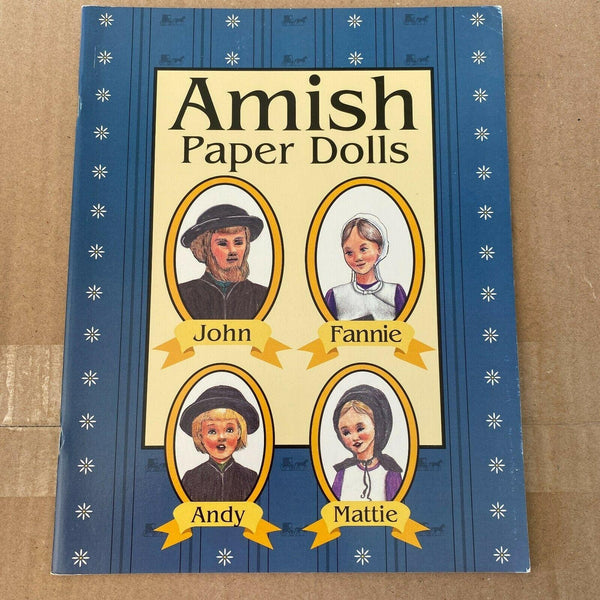 Amish
Paper Dolls
John
Fannie
Andy
Mattie